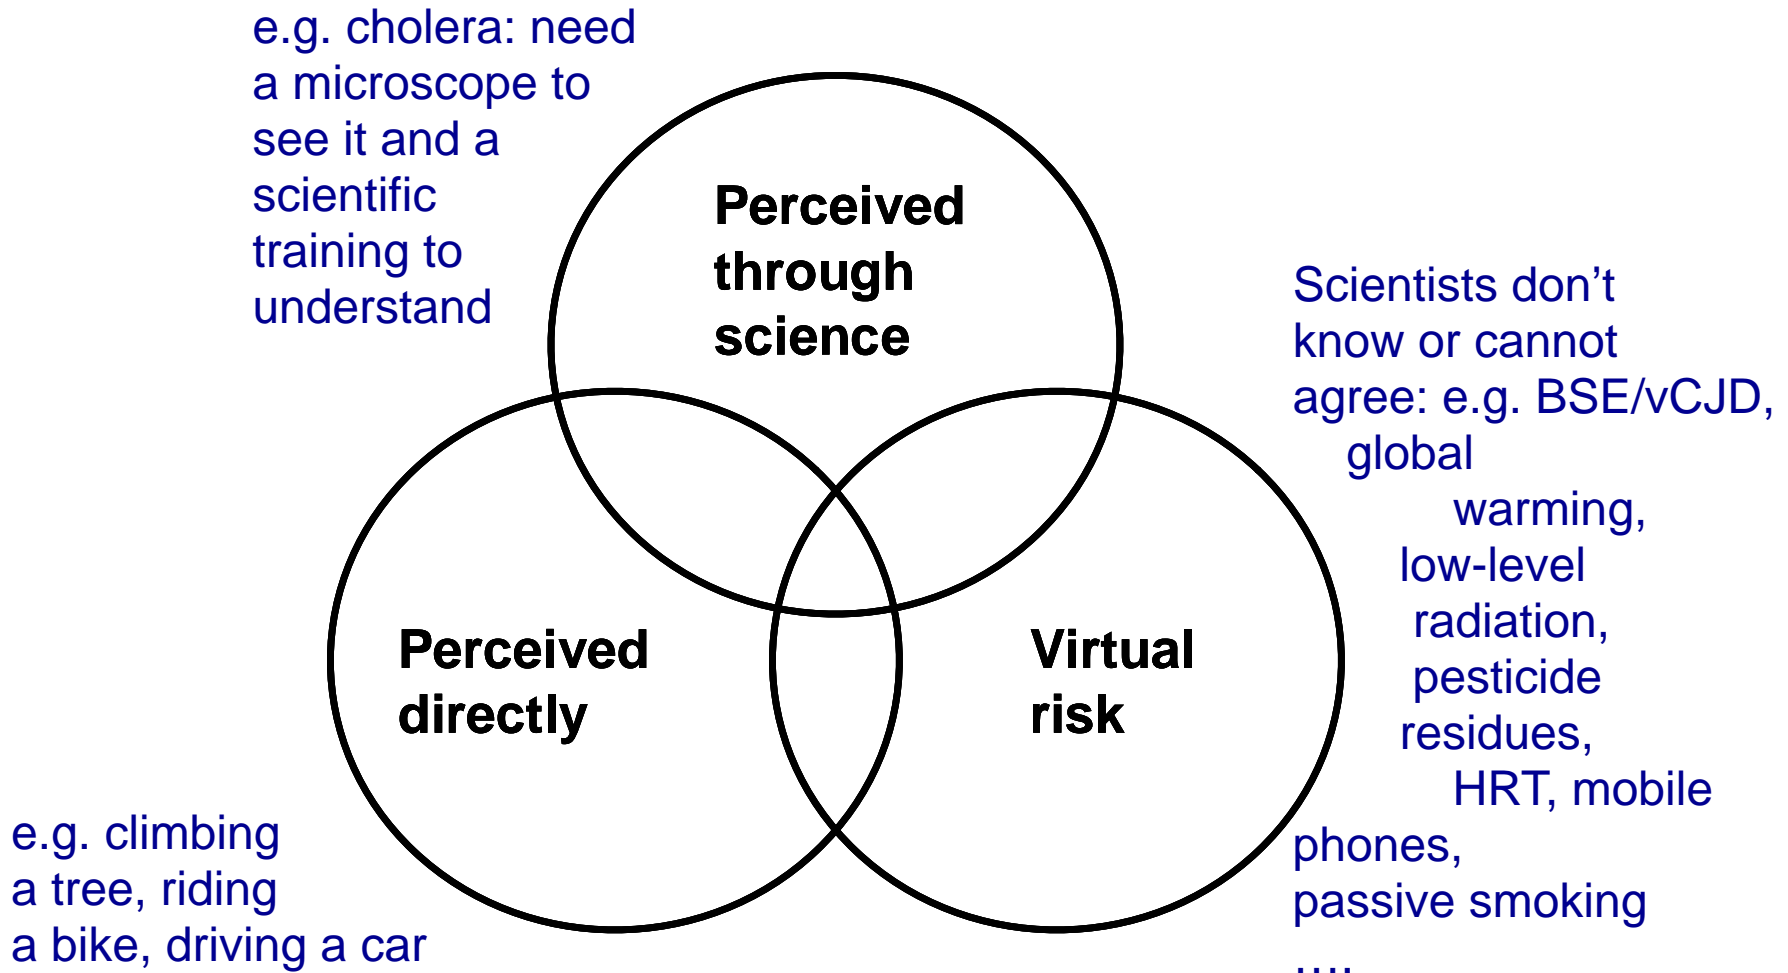 e.g. cholera: need
a microscope to
see it and a
scientific
training to
understand
Perceived
through
science
Scientists don’t
know or cannot
agree: e.g. BSE/vCJD,
global
warming,
low-level
radiation,
pesticide
residues,
HRT, mobile
phones,
passive smoking
....
Perceived
directly
Virtual
risk
e.g. climbing
a tree, riding
a bike, driving a car